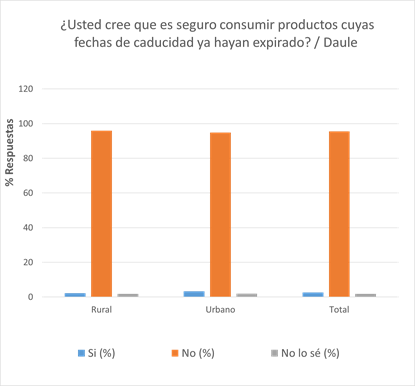 ¿Usted cree que es seguro consumir productos cuyas
fechas de caducidad ya hayan expirado? / Daule
% Respuestas
120
100
80
60
40
20
0
Rural Urbano Total
Si (%) No (%) No lo sé (%)